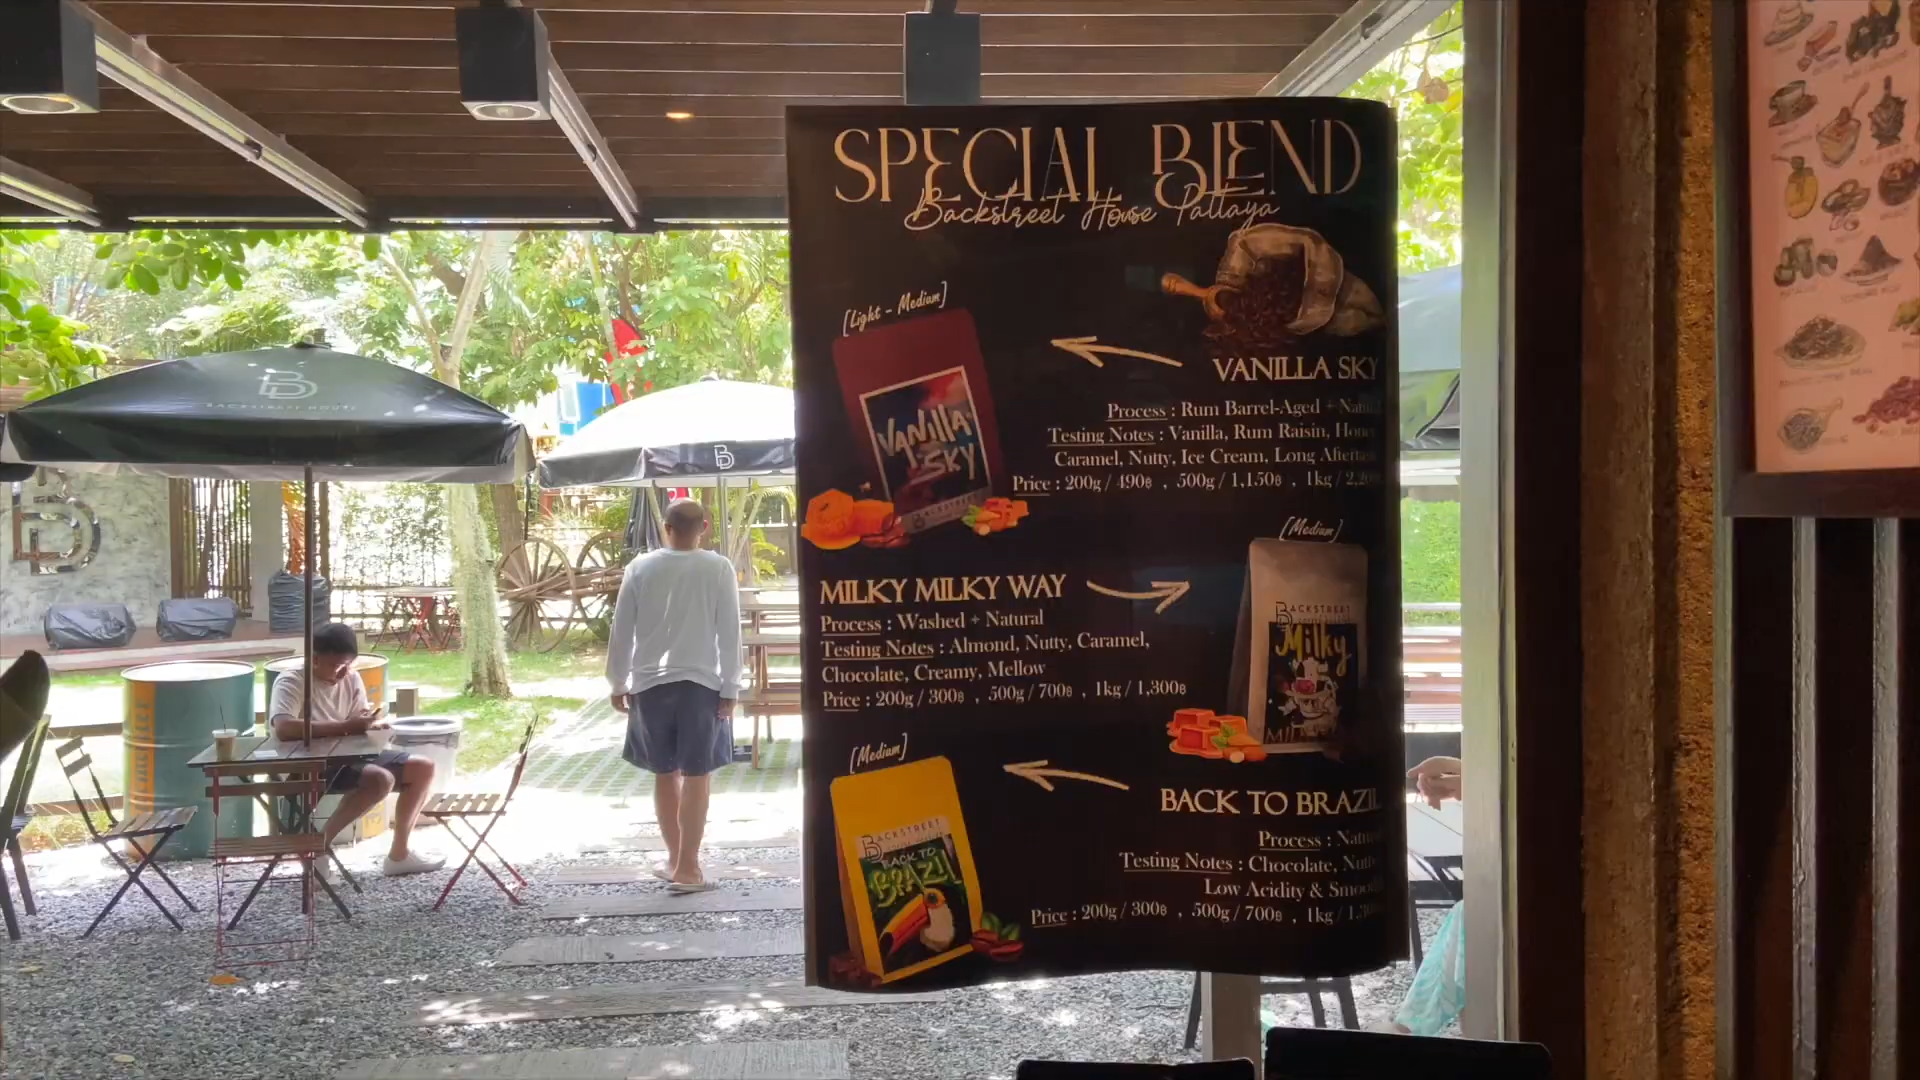 SPECIAL BLEND
Backstreet House Pattaya
[Light - Medium]
VANILLA SKY
Process : Rum Barrel-Aged +
Testing Notes : Vanilla, Rum Raisin,
Caramel, Nutty, Ice Cream, Long
Price : 200g / 490฿ , 500g / 1,150฿ , 1kg /
VANILLA
SKY
BACKSTREET
[Medium]
MILKY MILKY WAY
Process : Washed + Natural
Testing Notes : Almond, Nutty, Caramel,
Chocolate, Creamy, Mellow
Price : 200g / 300฿ , 500g / 700฿ , 1kg / 1,300฿
BACKSTREET
Milky
[Medium]
BACK TO BRAZIL
Process :
Testing Notes : Chocolate,
Low Acidity &
Price : 200g / 300฿ , 500g / 700฿ , 1kg /
BACKSTREET
BACK TO
BRAZIL
BACKSTREET HOUSE